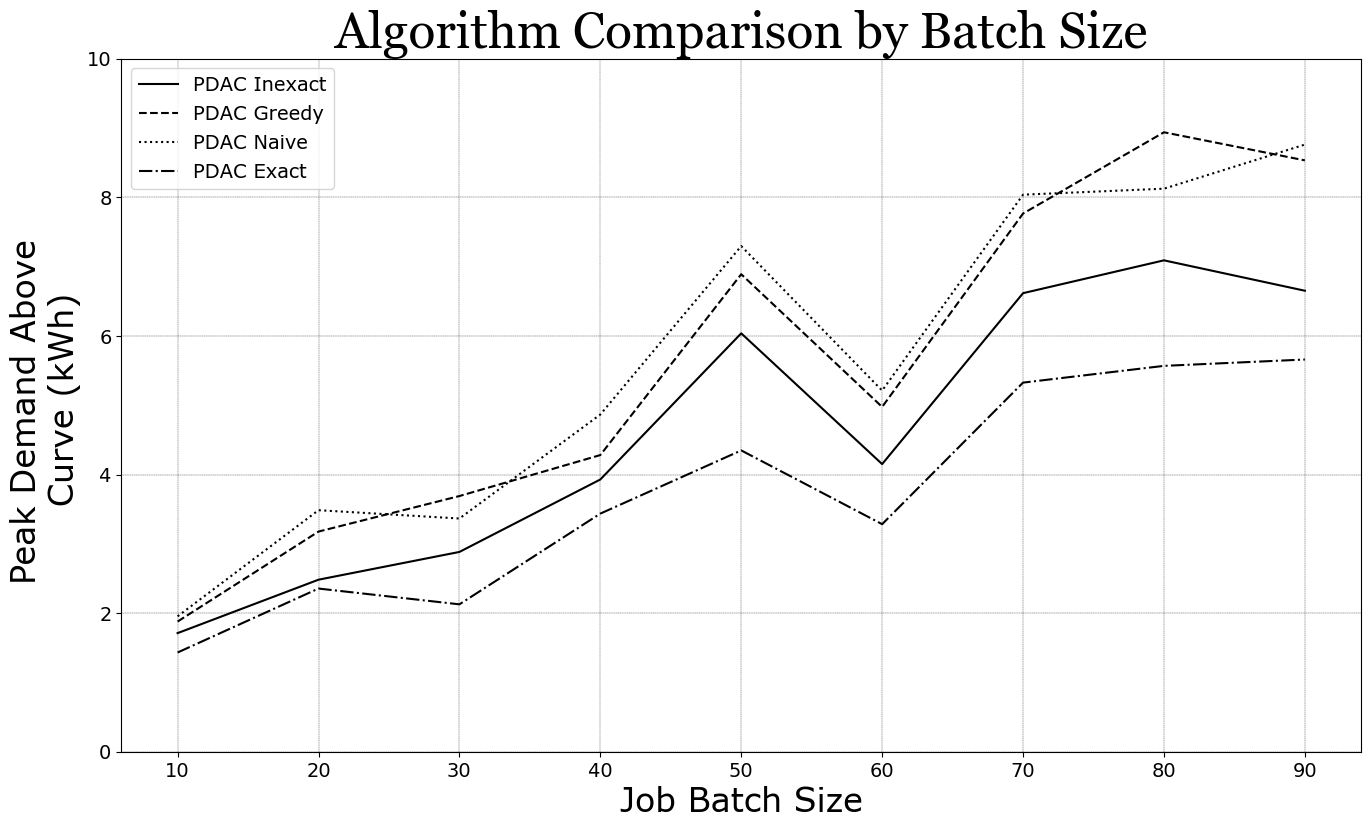 Algorithm Comparison by Batch Size
PDAC Inexact
PDAC Greedy
PDAC Naive
PDAC Exact
Peak Demand Above
Curve (kWh)
10
8
6
4
2
0
10 20 30 40 50 60 70 80 90
Job Batch Size